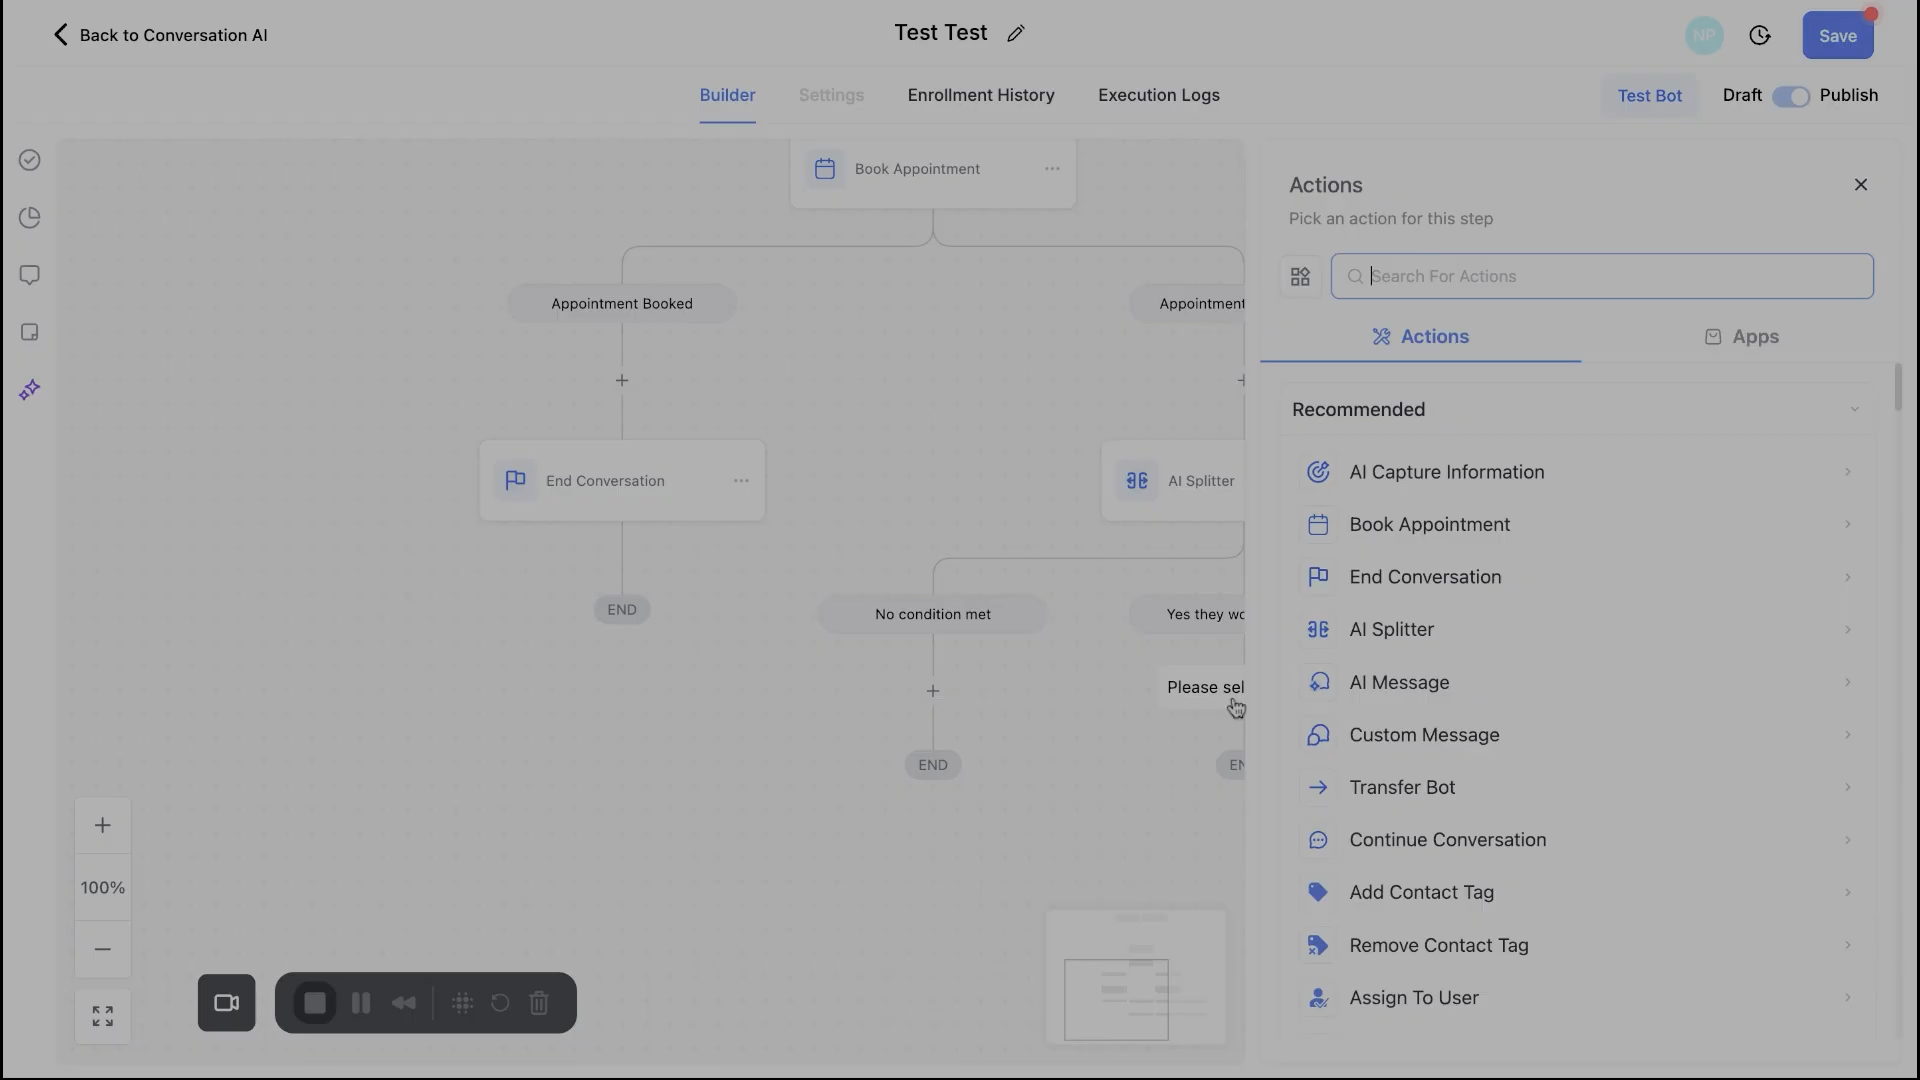 Back to Conversation AI
Test Test
NP
Save
Builder
Settings
Enrollment History
Execution Logs
Test Bot
Draft
Publish
Book Appointment
Appointment Booked
Appointment
End Conversation
AI Splitter
END
No condition met
Yes they wo
Please sel
END
EN
100%
Actions
Pick an action for this step
Search For Actions
Actions
Apps
Recommended
AI Capture Information
Book Appointment
End Conversation
AI Splitter
AI Message
Custom Message
Transfer Bot
Continue Conversation
Add Contact Tag
Remove Contact Tag
Assign To User